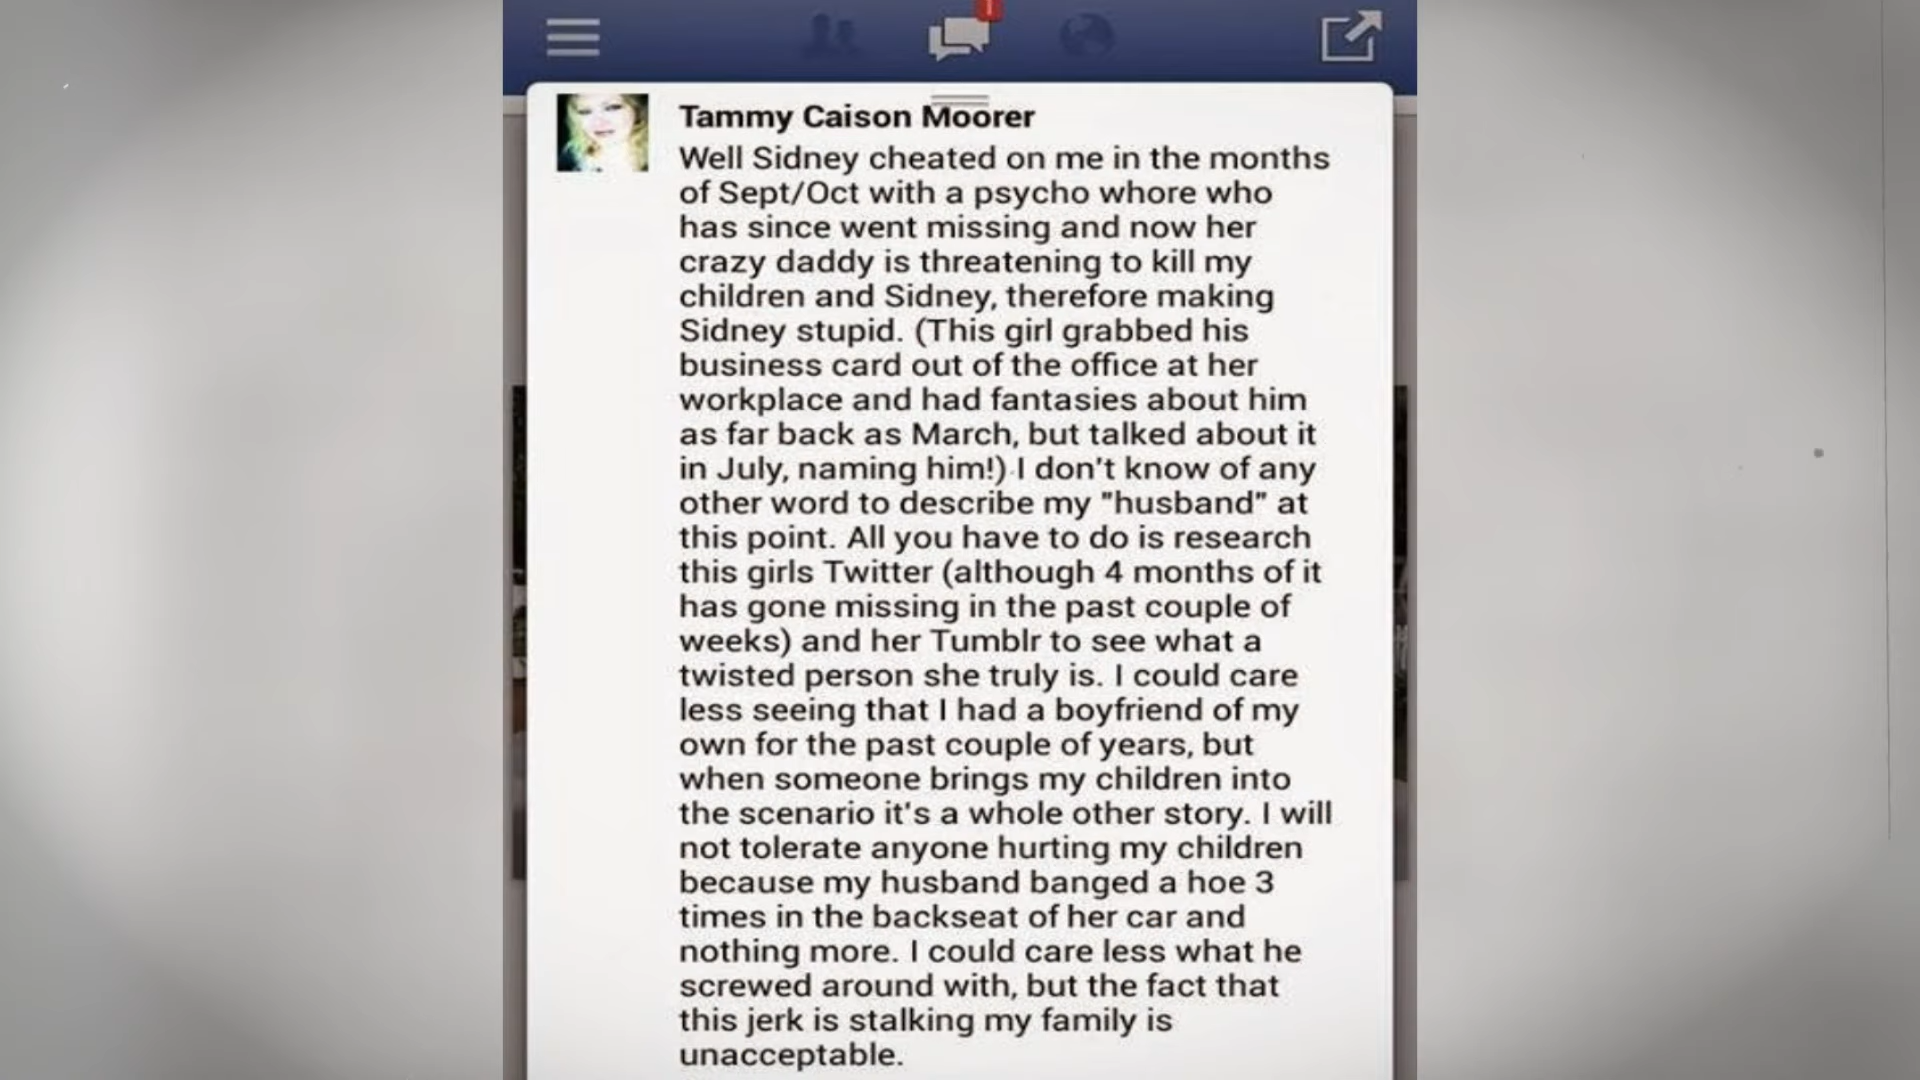 1
Tammy Caison Moorer
Well Sidney cheated on me in the months
of Sept/Oct with a psycho whore who
has since went missing and now her
crazy daddy is threatening to kill my
children and Sidney, therefore making
Sidney stupid. (This girl grabbed his
business card out of the office at her
workplace and had fantasies about him
as far back as March, but talked about it
in July, naming him!) I don't know of any
other word to describe my "husband" at
this point. All you have to do is research
this girls Twitter (although 4 months of it
has gone missing in the past couple of
weeks) and her Tumblr to see what a
twisted person she truly is. I could care
less seeing that I had a boyfriend of my
own for the past couple of years, but
when someone brings my children into
the scenario it's a whole other story. I will
not tolerate anyone hurting my children
because my husband banged a hoe 3
times in the backseat of her car and
nothing more. I could care less what he
screwed around with, but the fact that
this jerk is stalking my family is
unacceptable.